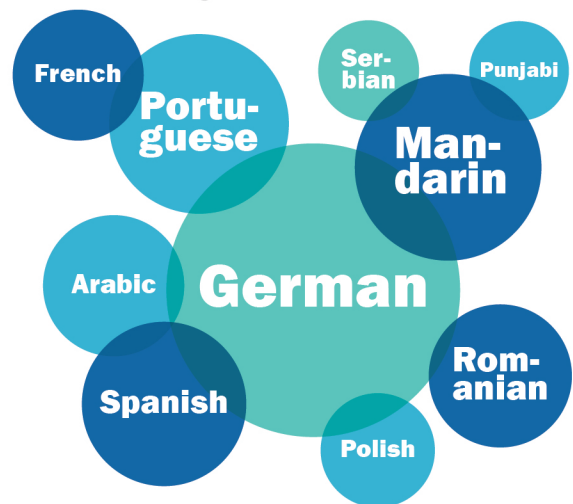 French
Portu-
guese
Ser-
bian
Punjabi
Man-
darin
Arabic
German
Spanish
Rom-
anian
Polish